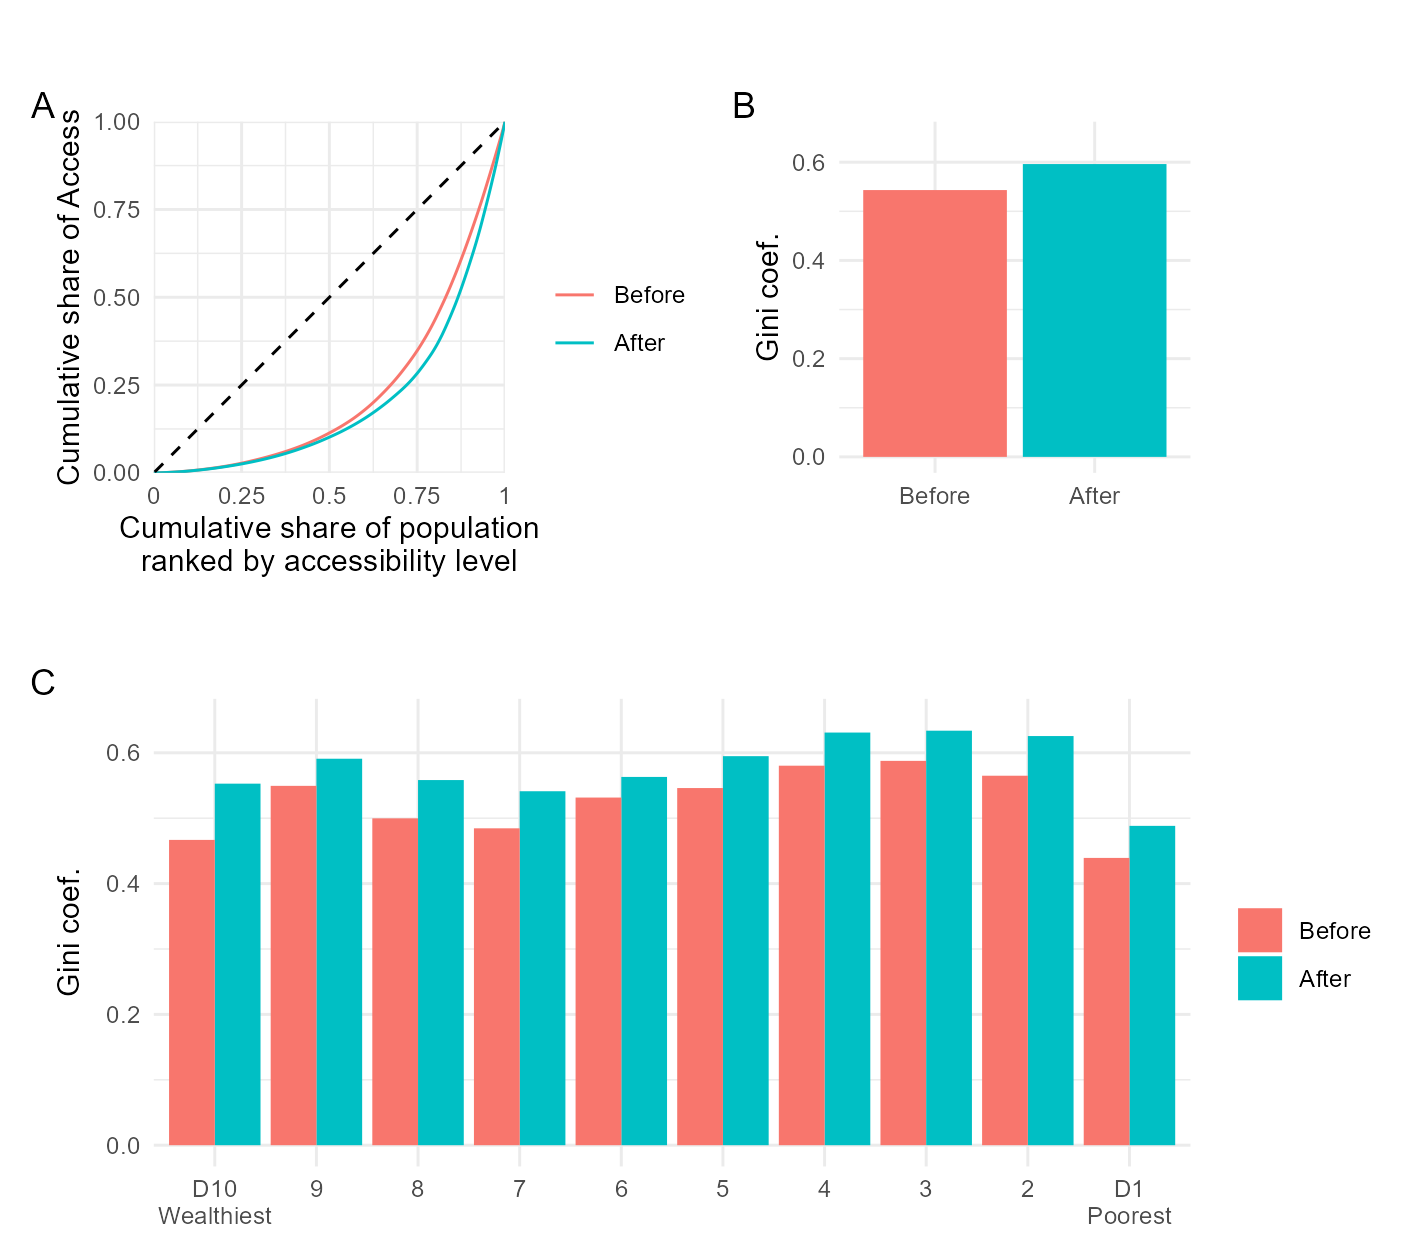 A
Cumulative share of Access
1.00
0.75
0.50
0.25
0.00
0 0.25 0.5 0.75 1
Cumulative share of population
ranked by accessibility level
Before
After
B
Gini coef.
0.6
0.4
0.2
0.0
Before After
C
Gini coef.
0.6
0.4
0.2
0.0
D10 9 8 7 6 5 4 3 2 D1
Wealthiest Poorest
Before
After